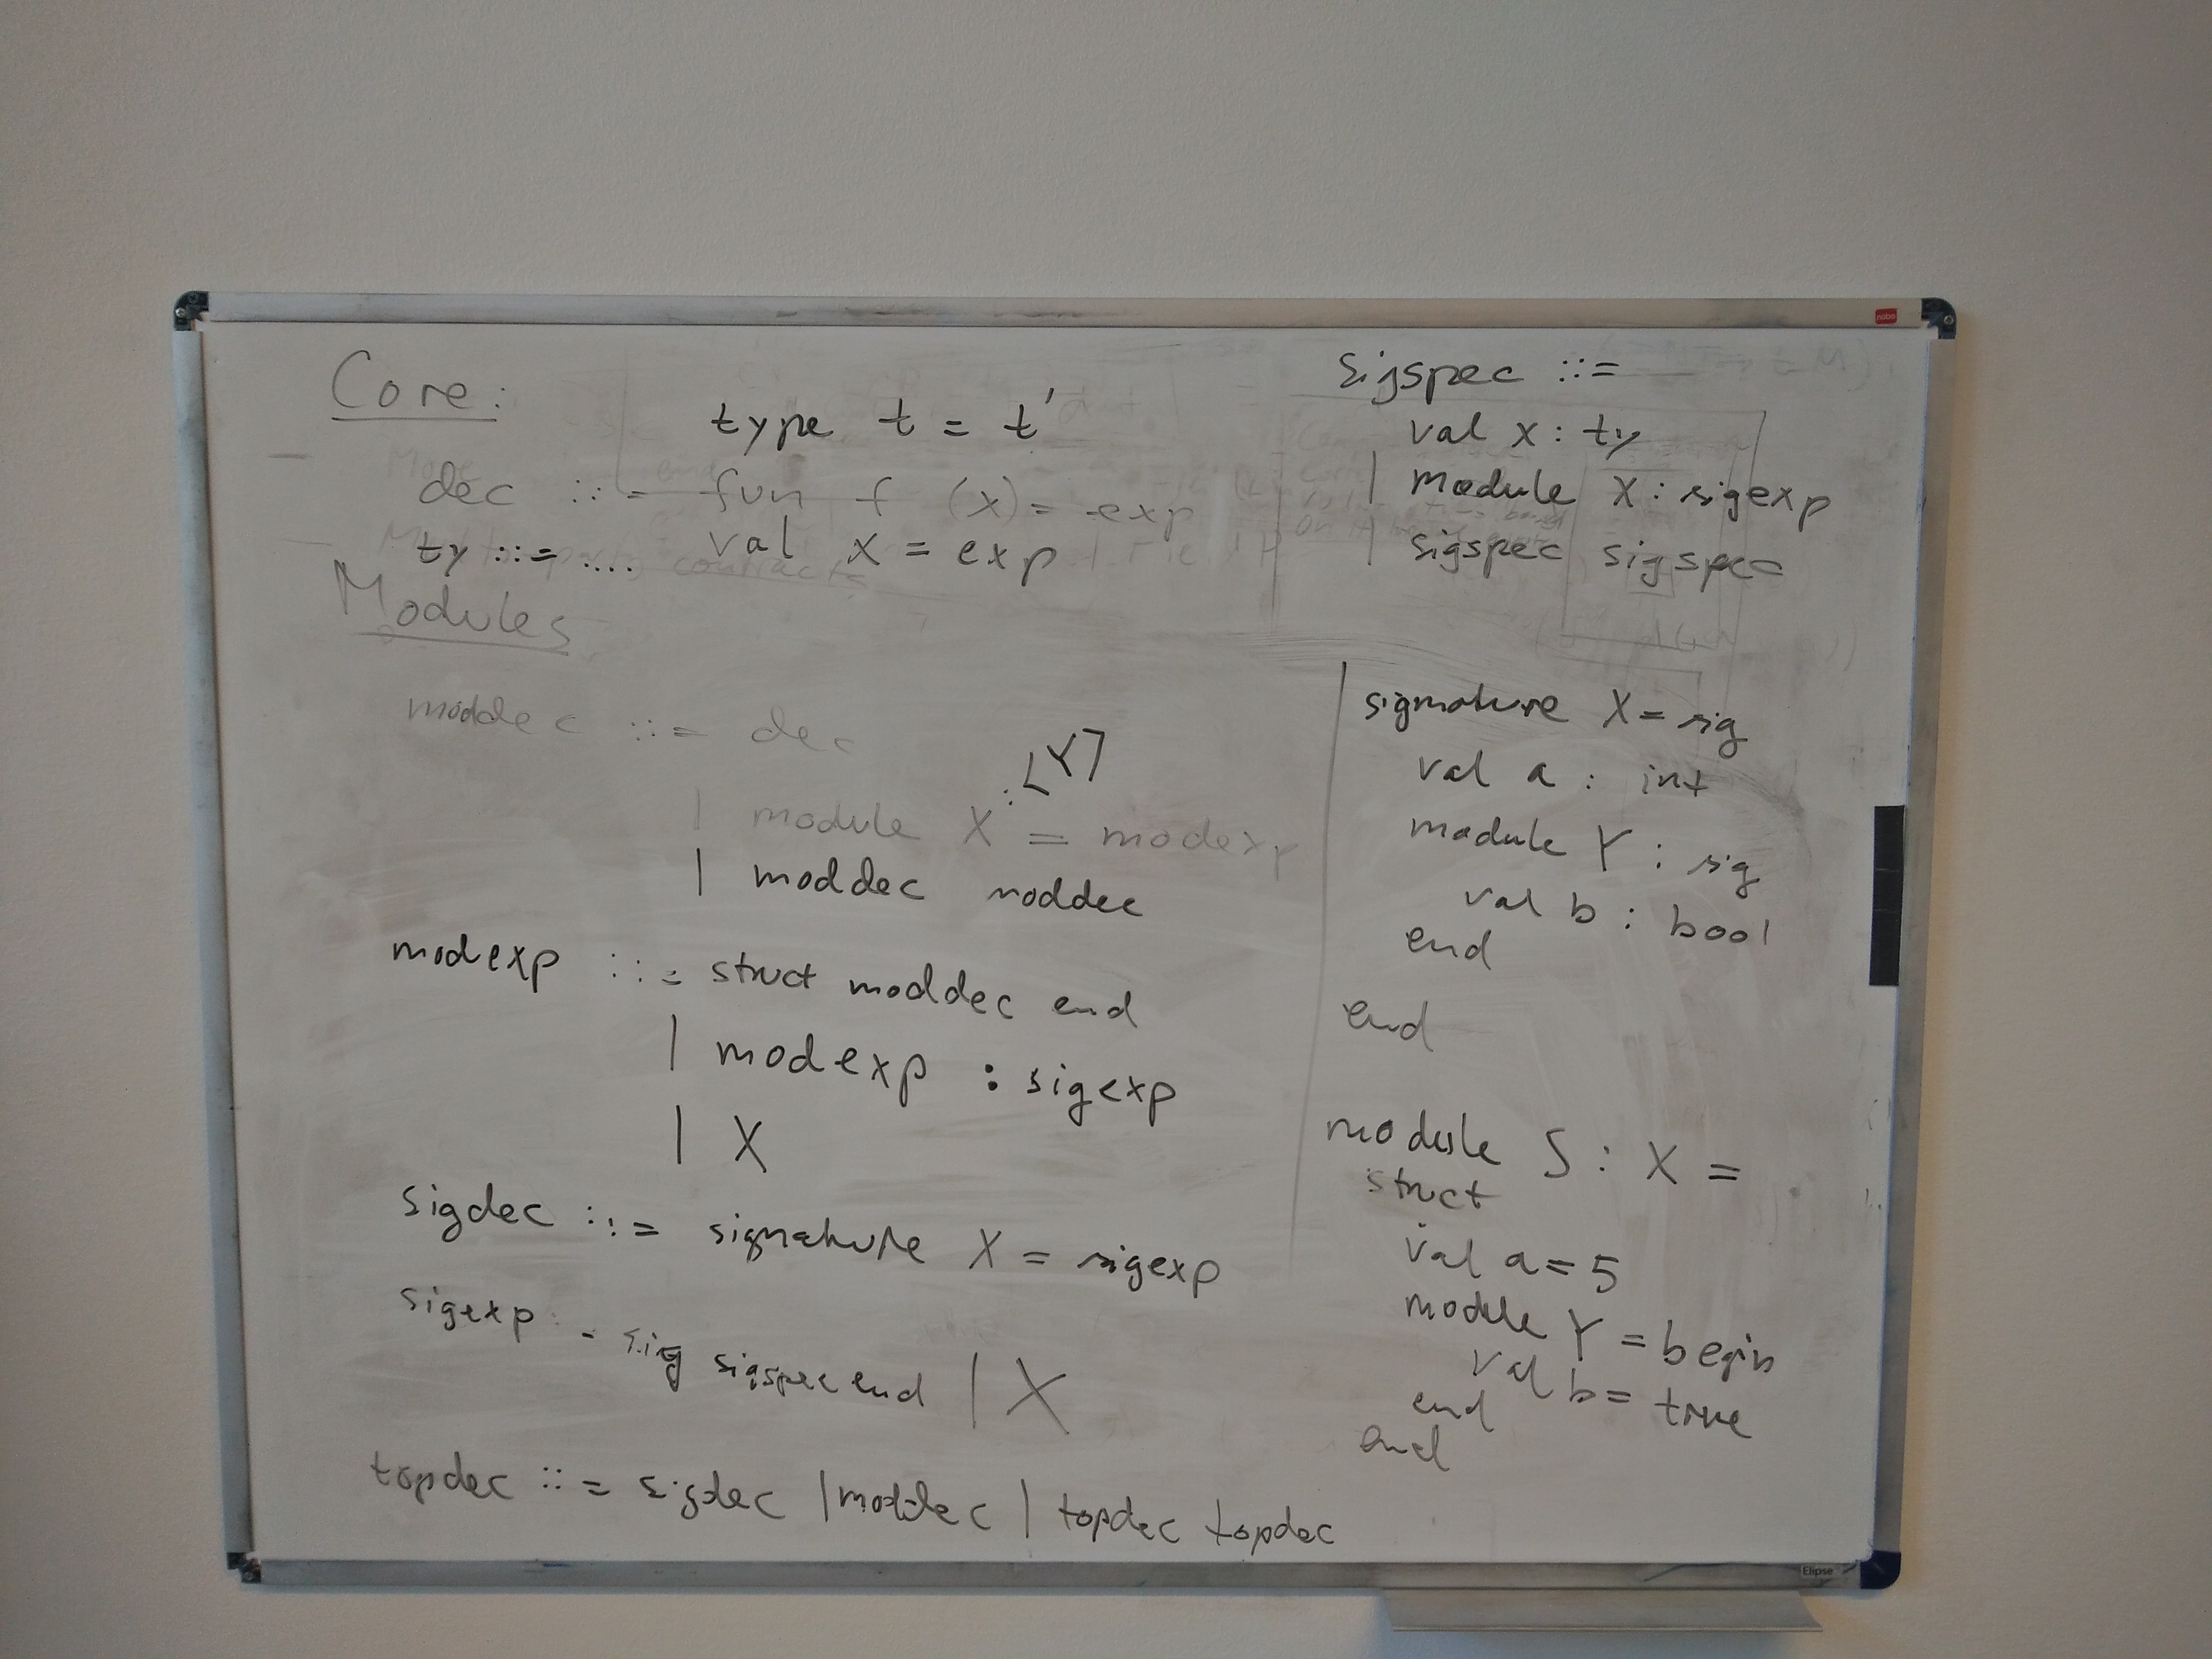 Core:
type t = t'
dec ::= fun f (x) = exp
ty ::= .... val x = exp
Modules
moddec ::= dec
| module X : [Y] = modexp
| moddec moddec
modexp ::= struct moddec end
| modexp : sigexp
| X
sigdec ::= signature X = sigexp
sigexp = sig sigspec end | X
topdec ::= sigdec | moddec | topdec topdec
Sigspec ::=
val x : ty
| module X : sigexp
| sigspec sigspec
signature X = sig
val a : int
module Y : sig
val b : bool
end
end
module S : X =
struct
val a = 5
module Y = begin
val b = true
end
end
nobo
Elipse